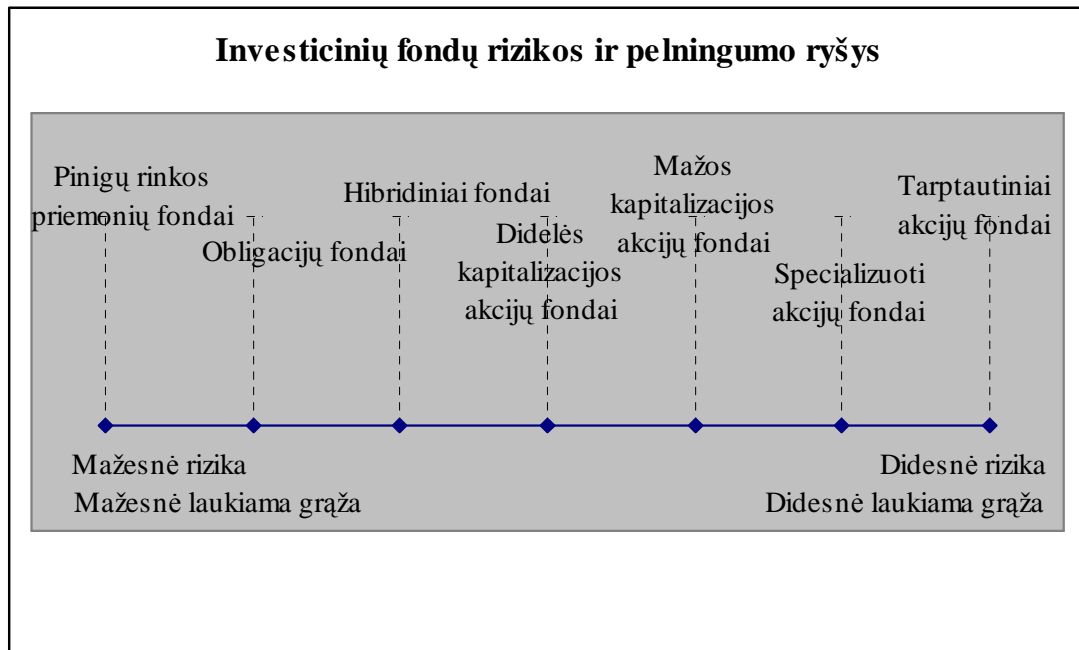 Investicinių fondų rizikos ir pelningumo ryšys
Pinigų rinkos
priemonių fondai
Obligacijų fondai
Hibridiniai fondai
Didelės
kapitalizacijos
akcijų fondai
Mažos
kapitalizacijos
akcijų fondai
Specializuoti
akcijų fondai
Tarptautiniai
akcijų fondai
Mažesnė rizika
Mažesnė laukiama grąža
Didesnė rizika
Didesnė laukiama grąža